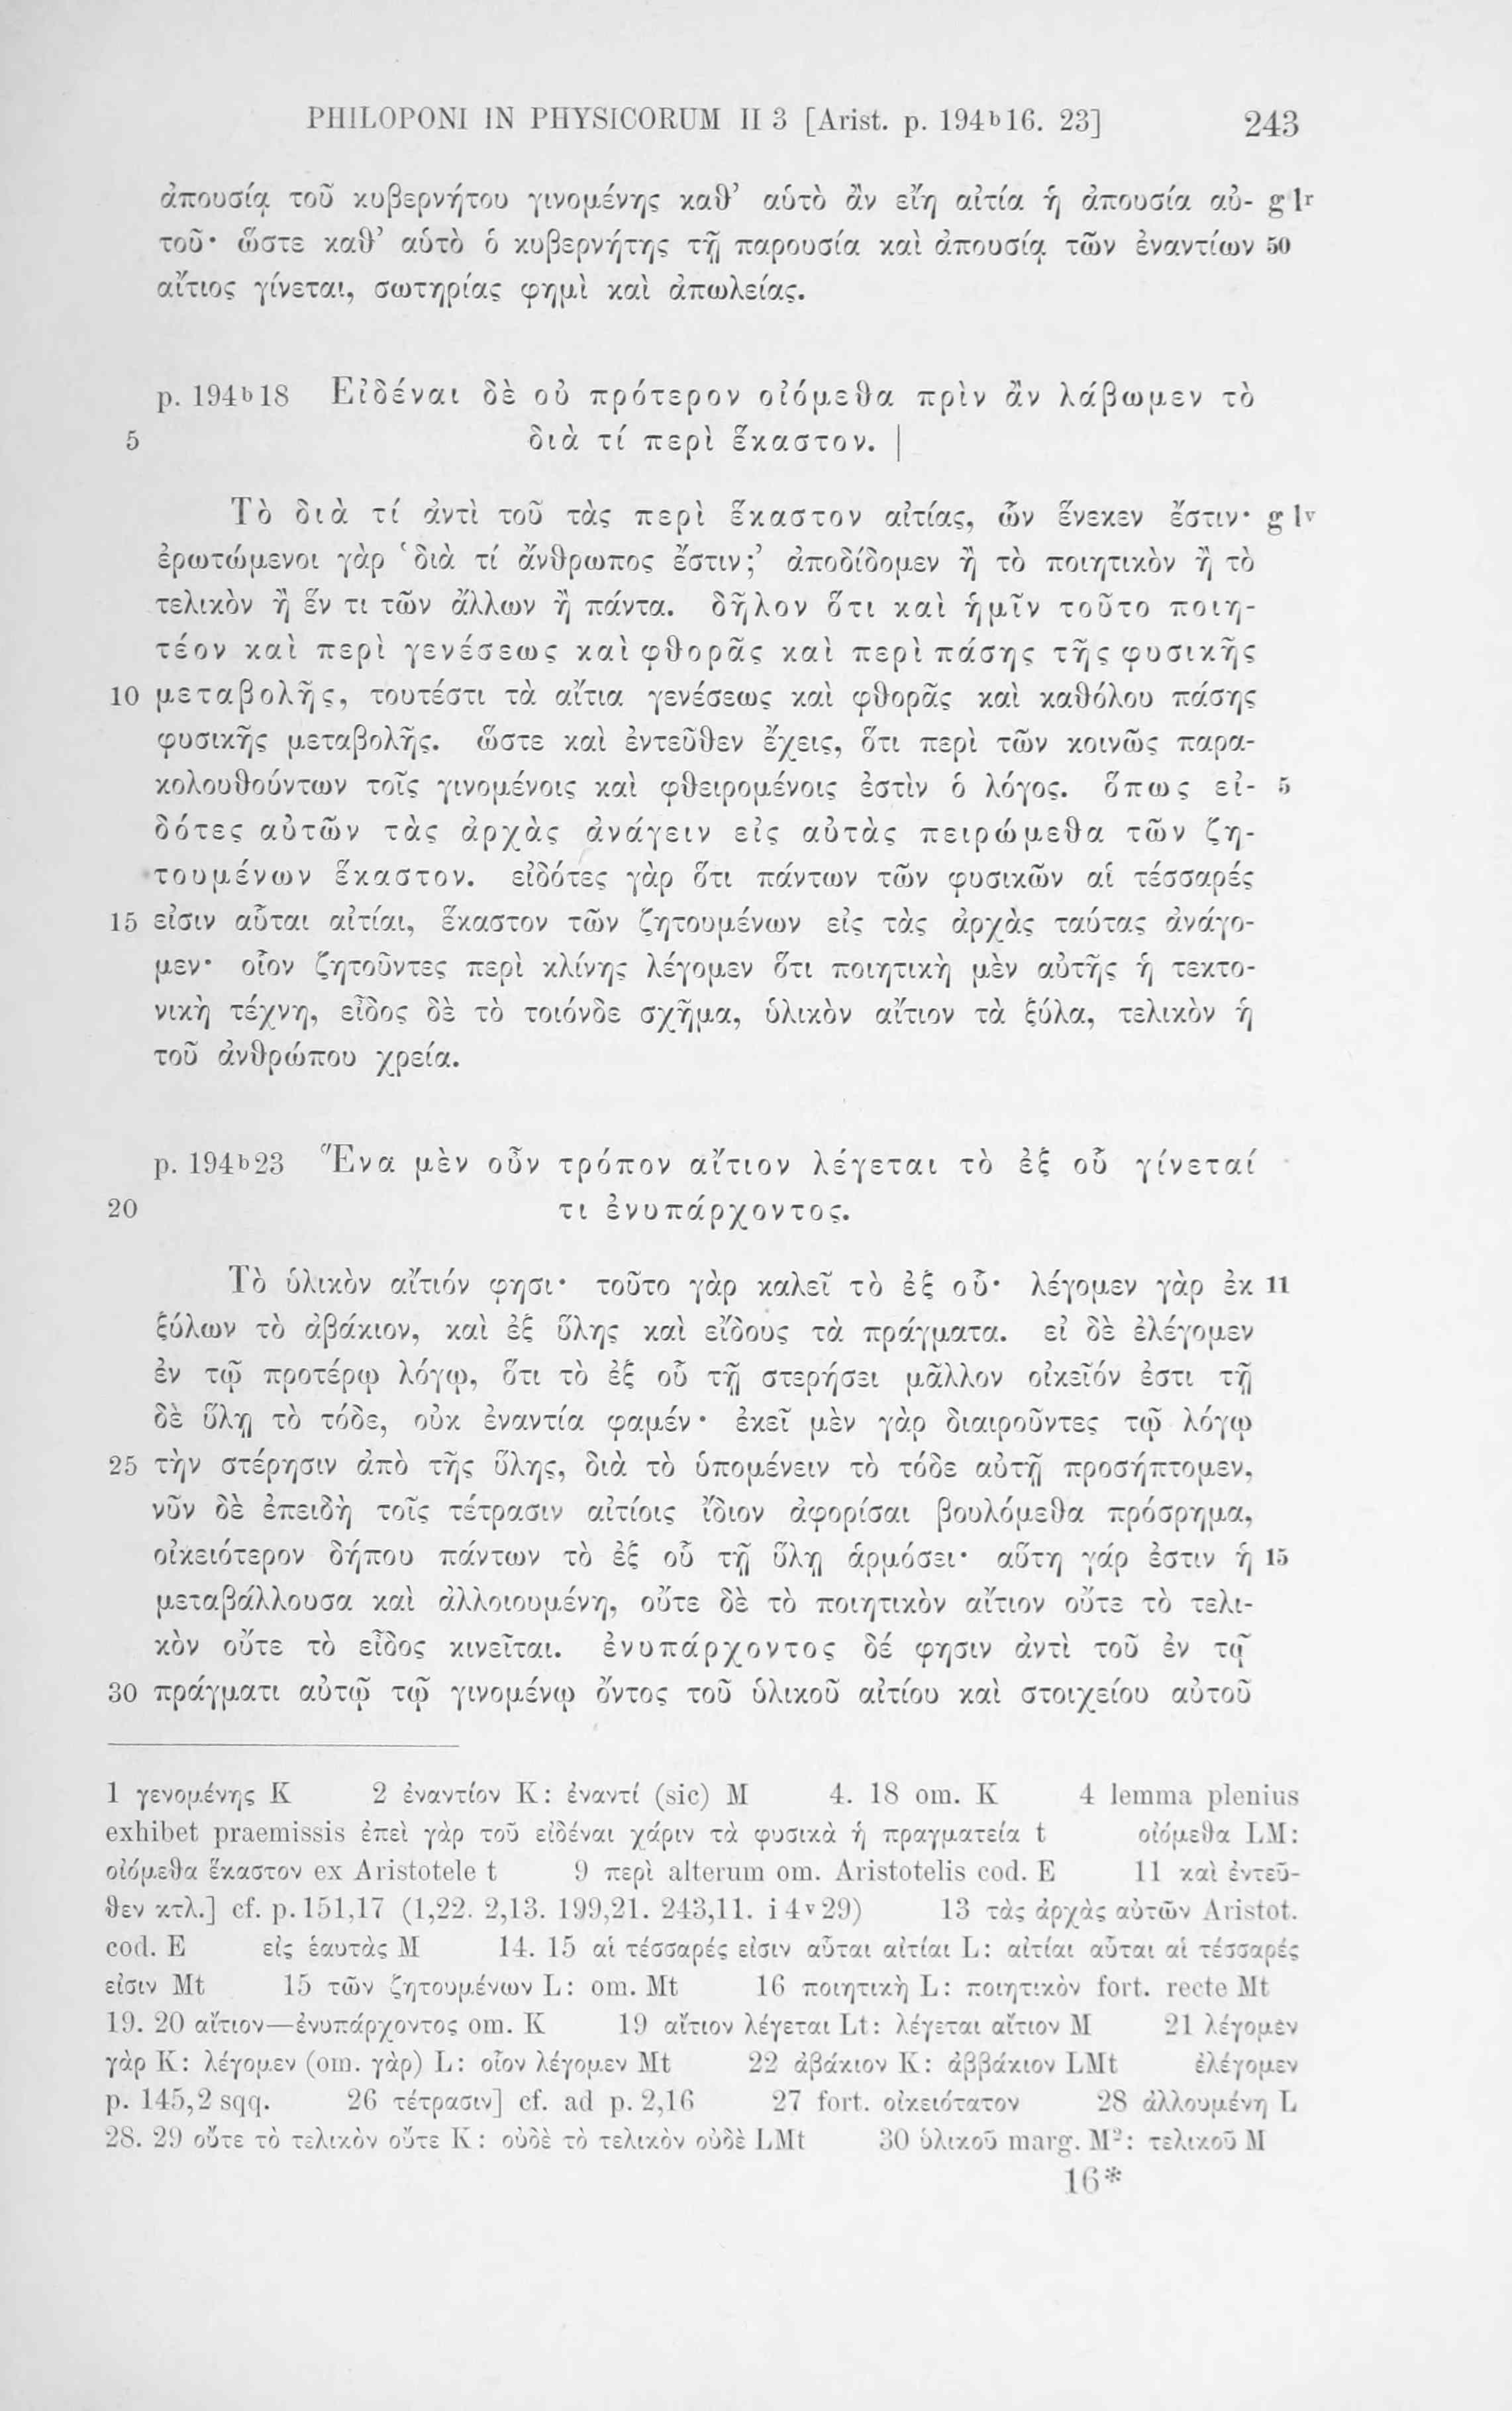 PHILOPONI IN PHYSICORUM II 3 [Arist. p. 194ᵇ16. 23] 243
ἀπουσίᾳ τοῦ κυβερνήτου γινομένης καθ’ αὑτὸ ἂν εἴη αἰτία ἡ ἀπουσία αὐ- g 1ʳ
τοῦ· ὥστε καθ’ αὑτὸ ὁ κυβερνήτης τῇ παρουσία καὶ ἀπουσίᾳ τῶν ἐναντίων 50
αἴτιος γίνεται, σωτηρίας φημὶ καὶ ἀπωλείας.
p. 194ᵇ18 Εἰδέναι δὲ οὐ πρότερον οἰόμεθα πρὶν ἂν λάβωμεν τὸ
5 διὰ τί περὶ ἕκαστον. |
Τὸ διὰ τί ἀντὶ τοῦ τὰς περὶ ἕκαστον αἰτίας, ὧν ἕνεκεν ἔστιν· g 1ᵛ
ἐρωτώμενοι γὰρ ‘διὰ τί ἄνθρωπος ἔστιν;’ ἀποδίδομεν ἢ τὸ ποιητικὸν ἢ τὸ
τελικὸν ἢ ἕν τι τῶν ἄλλων ἢ πάντα. δῆλον ὅτι καὶ ἡμῖν τοῦτο ποιη-
τέον καὶ περὶ γενέσεως καὶ φθορᾶς καὶ περὶ πάσης τῆς φυσικῆς
10 μεταβολῆς, τουτέστι τὰ αἴτια γενέσεως καὶ φθορᾶς καὶ καθόλου πάσης
φυσικῆς μεταβολῆς. ὥστε καὶ ἐντεῦθεν ἔχεις, ὅτι περὶ τῶν κοινῶς παρα-
κολουθούντων τοῖς γινομένοις καὶ φθειρομένοις ἐστὶν ὁ λόγος. ὅπως εἰ- 5
δότες αὐτῶν τὰς ἀρχὰς ἀνάγειν εἰς αὐτὰς πειρώμεθα τῶν ζη-
τουμένων ἕκαστον. εἰδότες γὰρ ὅτι πάντων τῶν φυσικῶν αἱ τέσσαρές
15 εἰσιν αὗται αἰτίαι, ἕκαστον τῶν ζητουμένων εἰς τὰς ἀρχὰς ταύτας ἀνάγο-
μεν· οἷον ζητοῦντες περὶ κλίνης λέγομεν ὅτι ποιητικὴ μὲν αὐτῆς ἡ τεκτο-
νικὴ τέχνη, εἶδος δὲ τὸ τοιόνδε σχῆμα, ὑλικὸν αἴτιον τὰ ξύλα, τελικὸν ἡ
τοῦ ἀνθρώπου χρεία.
p. 194ᵇ23 Ἕνα μὲν οὖν τρόπον αἴτιον λέγεται τὸ ἐξ οὗ γίνεταί
20 τι ἐνυπάρχοντος.
Τὸ ὑλικὸν αἴτιόν φησι· τοῦτο γὰρ καλεῖ τὸ ἐξ οὗ· λέγομεν γὰρ ἐκ 11
ξύλων τὸ ἀβάκιον, καὶ ἐξ ὕλης καὶ εἴδους τὰ πράγματα. εἰ δὲ ἐλέγομεν
ἐν τῷ προτέρῳ λόγῳ, ὅτι τὸ ἐξ οὗ τῇ στερήσει μᾶλλον οἰκεῖόν ἐστι τῇ
δὲ ὕλῃ τὸ τόδε, οὐκ ἐναντία φαμέν· ἐκεῖ μὲν γὰρ διαιροῦντες τῷ λόγῳ
25 τὴν στέρησιν ἀπὸ τῆς ὕλης, διὰ τὸ ὑπομένειν τὸ τόδε αὐτῇ προσήπτομεν,
νῦν δὲ ἐπειδὴ τοῖς τέτρασιν αἰτίοις ἴδιον ἀφορίσαι βουλόμεθα πρόσρημα,
οἰκειότερον δήπου πάντων τὸ ἐξ οὗ τῇ ὕλῃ ἁρμόσει· αὕτη γάρ ἐστιν ἡ 15
μεταβάλλουσα καὶ ἀλλοιουμένη, οὔτε δὲ τὸ ποιητικὸν αἴτιον οὔτε τὸ τελι-
κὸν οὔτε τὸ εἶδος κινεῖται. ἐνυπάρχοντος δέ φησιν ἀντὶ τοῦ ἐν τῷ
30 πράγματι αὐτῷ τῷ γινομένῳ ὄντος τοῦ ὑλικοῦ αἰτίου καὶ στοιχείου αὐτοῦ
1 γενομένης K 2 ἐναντίον K: ἐναντί (sic) M 4. 18 om. K 4 lemma plenius
exhibet praemissis ἐπεὶ γὰρ τοῦ εἰδέναι χάριν τὰ φυσικὰ ἡ πραγματεία t οἰόμεθα LM:
οἰόμεθα ἕκαστον ex Aristotele t 9 περὶ alterum om. Aristotelis cod. E 11 καὶ ἐντεῦ-
θεν κτλ.] cf. p. 151,17 (1,22. 2,13. 199,21. 243,11. i 4ᵛ29) 13 τὰς ἀρχὰς αὐτῶν Aristot.
cod. E εἰς ἑαυτὰς M 14. 15 αἱ τέσσαρές εἰσιν αὗται αἰτίαι L: αἰτίαι αὗται αἱ τέσσαρές
εἰσιν Mt 15 τῶν ζητουμένων L: om. Mt 16 ποιητικὴ L: ποιητικὸν fort. recte Mt
19. 20 αἴτιον—ἐνυπάρχοντος om. K 19 αἴτιον λέγεται Lt: λέγεται αἴτιον M 21 λέγομεν
γὰρ K: λέγομεν (om. γὰρ) L: οἷον λέγομεν Mt 22 ἀβάκιον K: ἀββάκιον LMt ἐλέγομεν
p. 145,2 sqq. 26 τέτρασιν] cf. ad p. 2,16 27 fort. οἰκειότατον 28 ἀλλουμένη L
28. 29 οὔτε τὸ τελικὸν οὔτε K: οὐδὲ τὸ τελικὸν οὐδὲ LMt 30 ὑλικοῦ marg. M²: τελικοῦ M
16*